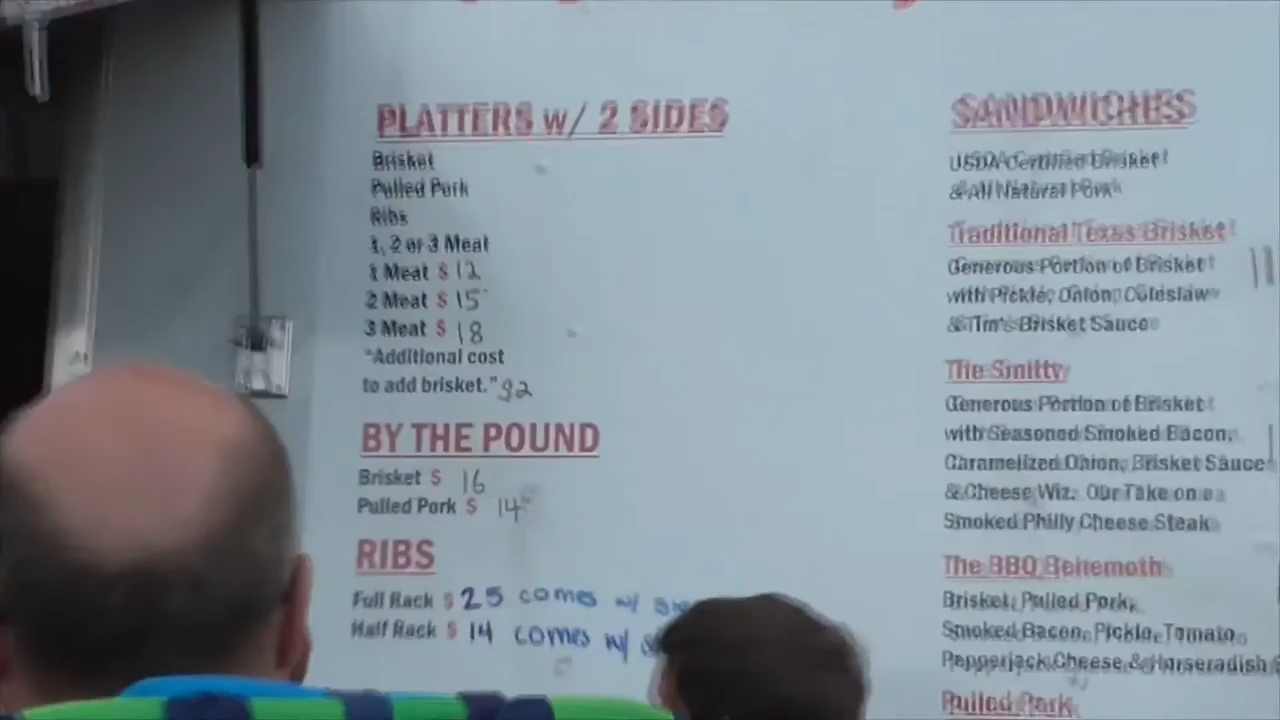 PLATTERS w/ 2 SIDES
Brisket
Pulled Pork
Ribs
1, 2 or 3 Meat
1 Meat $ 12
2 Meat $ 15
3 Meat $ 18
"Additional cost
to add brisket." $2
BY THE POUND
Brisket $ 16
Pulled Pork $ 14
RIBS
Full Rack $ 25 comes w/
Half Rack $ 14 comes w/
SANDWICHES
USDA Certified Brisket
& All Natural Pork
Traditional Texas Brisket
Generous Portion of Brisket
with Pickle, Onion, Coleslaw
& Tim's Brisket Sauce
The Smitty
Generous Portion of Brisket
with Seasoned Smoked Bacon,
Caramelized Onion, Brisket Sauce
& Cheese Wiz. Our Take on a
Smoked Philly Cheese Steak
The BBQ Behemoth
Brisket, Pulled Pork,
Smoked Bacon, Pickle, Tomato,
Pepperjack Cheese & Horseradish
Pulled Pork